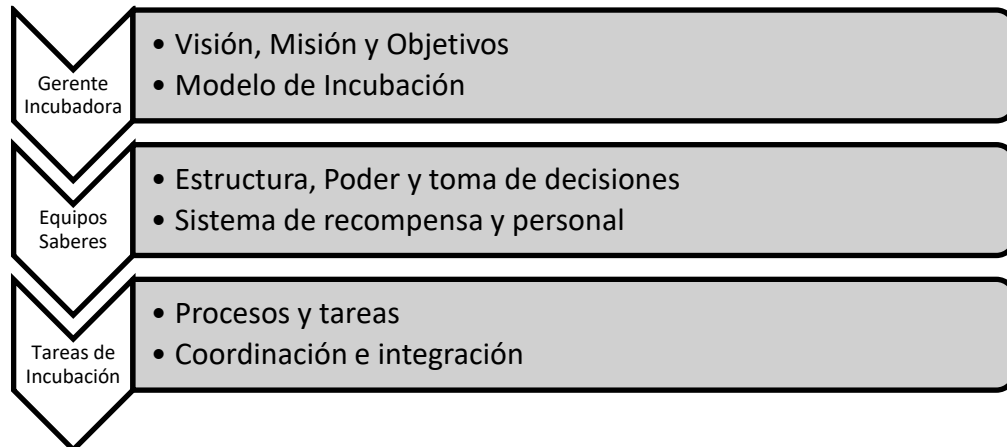 Gerente
Incubadora
• Visión, Misión y Objetivos
• Modelo de Incubación
Equipos
Saberes
• Estructura, Poder y toma de decisiones
• Sistema de recompensa y personal
Tareas de
Incubación
• Procesos y tareas
• Coordinación e integración